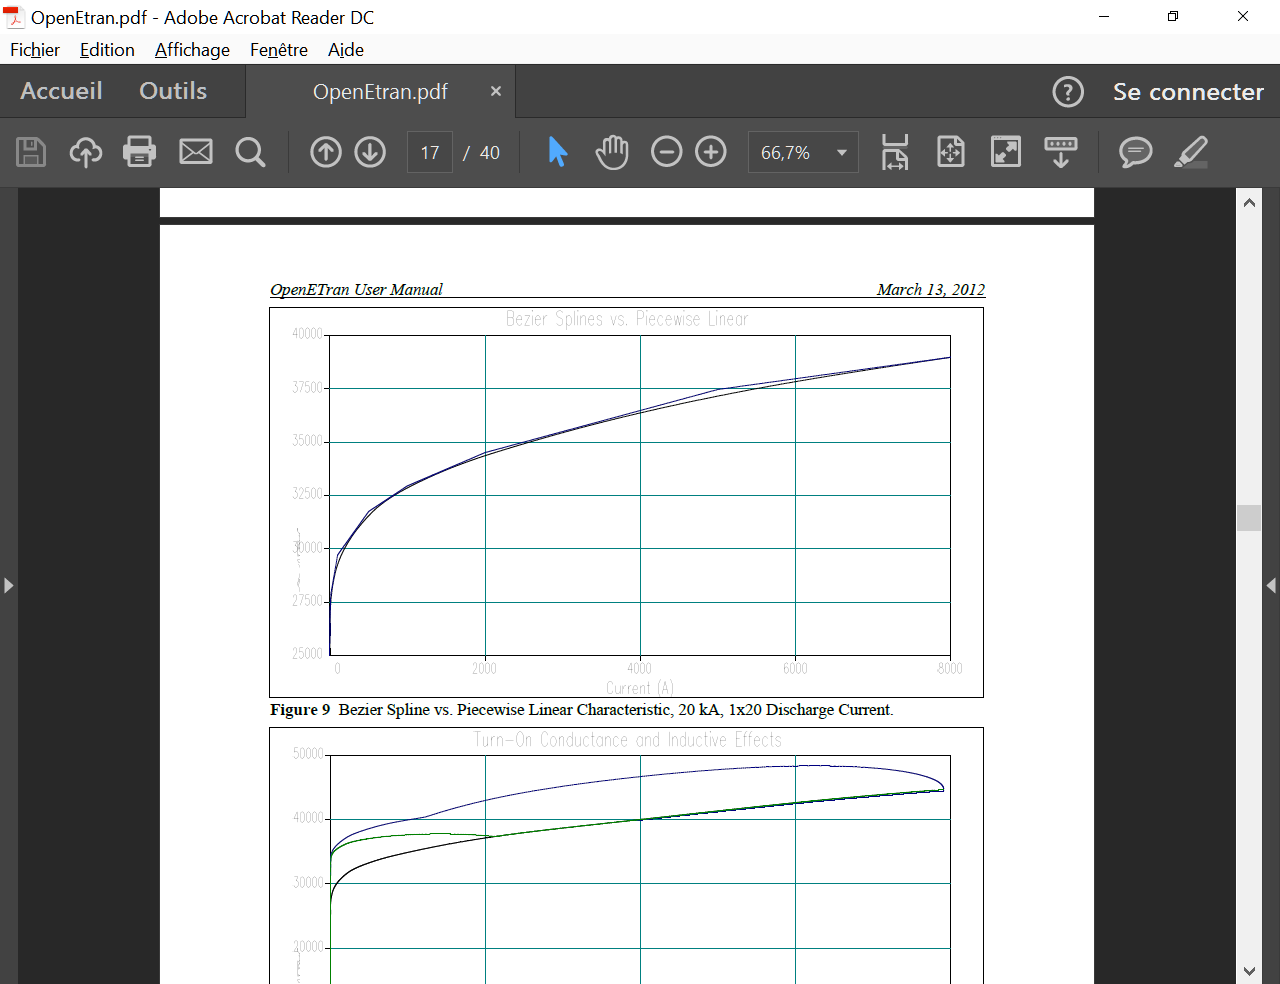 OpenEtran.pdf - Adobe Acrobat Reader DC
Fichier Edition Affichage Fenêtre Aide
Accueil Outils OpenEtran.pdf × ? Se connecter
17 / 40 66,7%
OpenETran User Manual March 13, 2012
Bezier Splines vs. Piecewise Linear
40000
37500
35000
32500
30000
27500
25000
0 2000 4000 6000 8000
Current (A)
Figure 9 Bezier Spline vs. Piecewise Linear Characteristic, 20 kA, 1x20 Discharge Current.
Turn-On Conductance and Inductive Effects
50000
40000
30000
20000